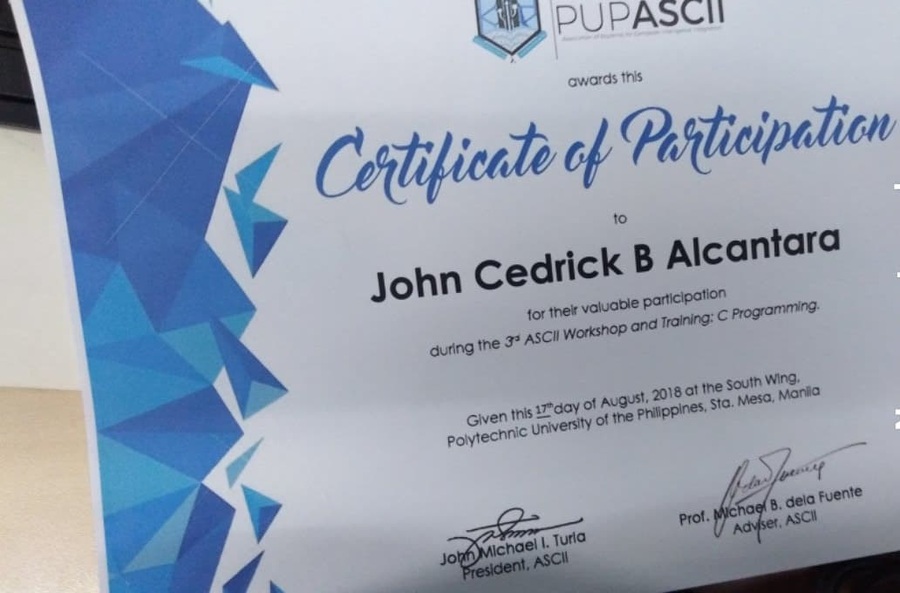 PUPASCII
awards this
Certificate of Participation
to
John Cedrick B Alcantara
for their valuable participation
during the 3rd ASCII Workshop and Training: C Programming.
Given this 17th day of August, 2018 at the South Wing,
Polytechnic University of the Philippines, Sta. Mesa, Manila
John Michael I. Turla
President, ASCII
Prof. Michael B. dela Fuente
Adviser, ASCII